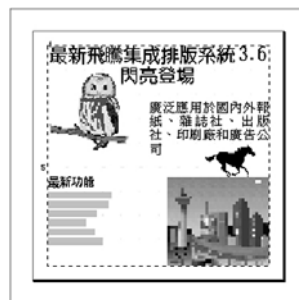 最新飛騰集成排版系統3.6
閃亮登場
廣泛應用於國內外報
紙、雜誌社、出版
社、印刷廠和廣告公
司
最新功能